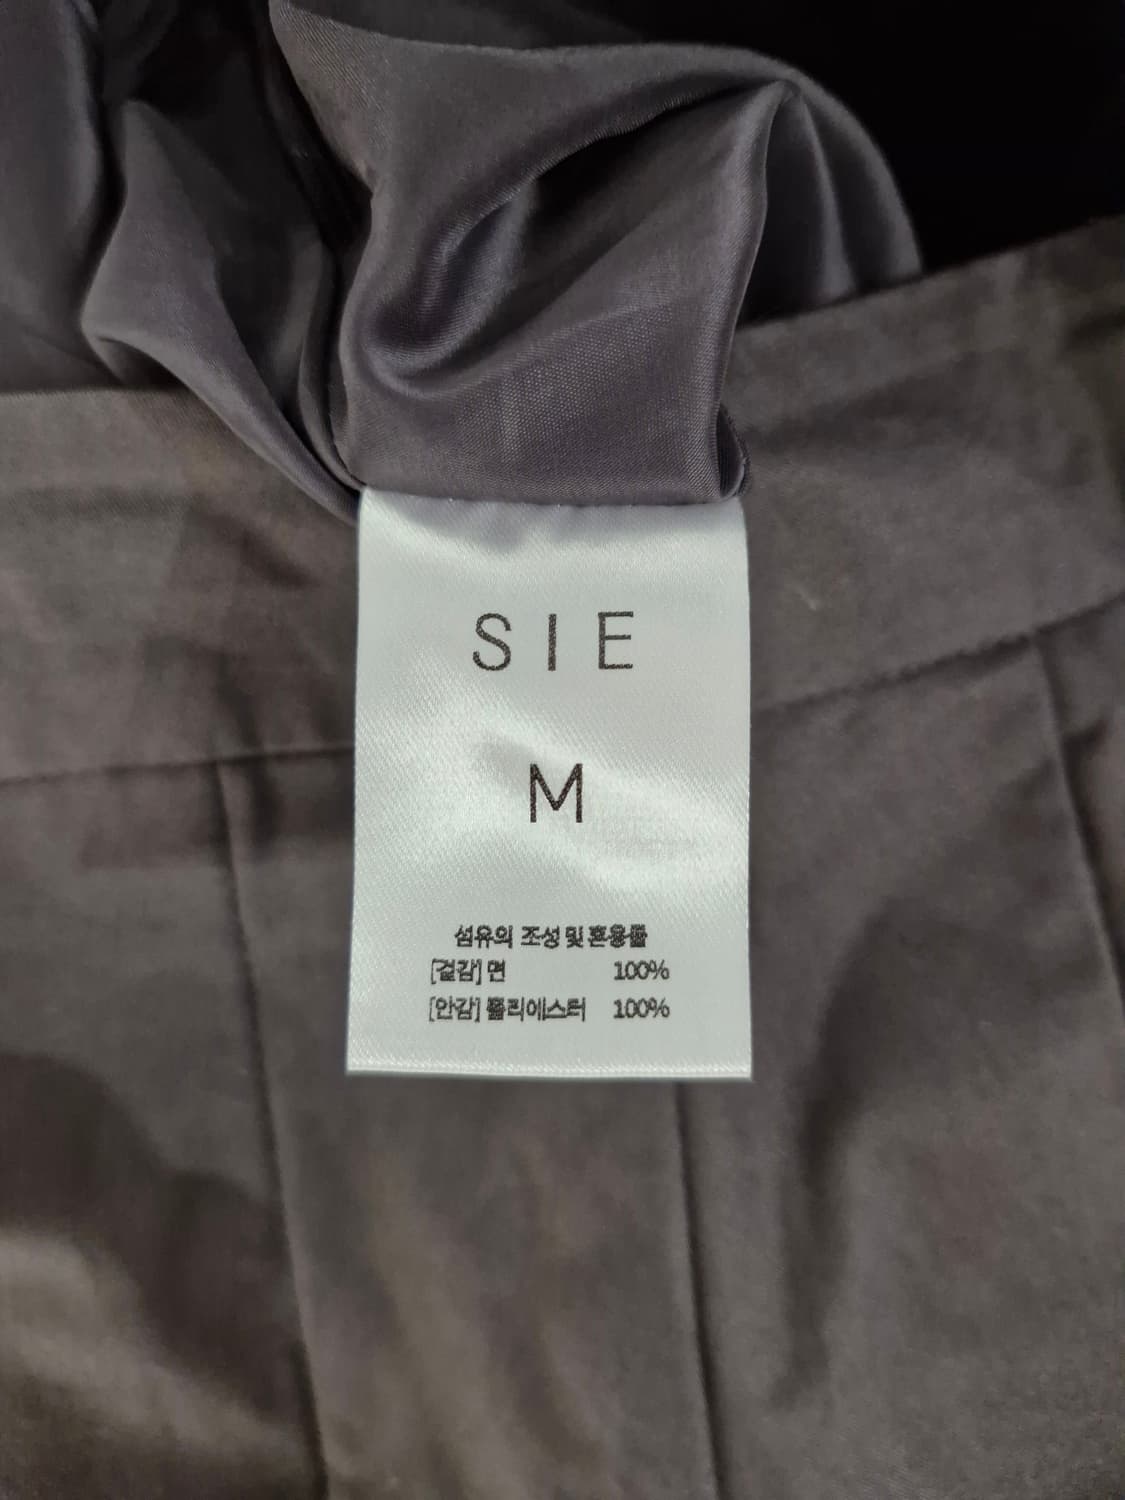 SIE
M
섬유의 조성 및 혼용률
[겉감] 면 100%
[안감] 폴리에스터 100%